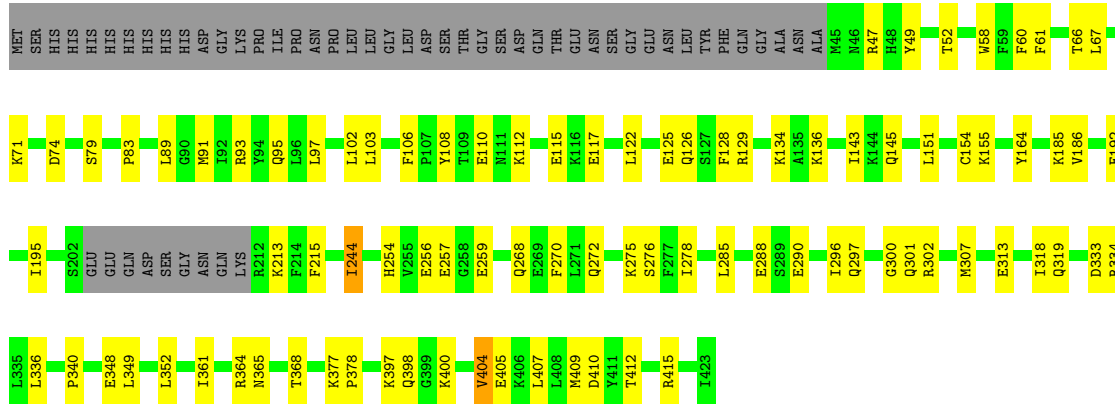 MET SER HIS HIS HIS HIS HIS HIS HIS HIS ASP GLY LYS PRO ILE PRO ASN PRO LEU LEU GLY LEU ASP SER THR GLY SER ASP GLN THR GLU ASN SER GLY GLU ASN LEU TYR PHE GLN GLY ALA ASN ALA M45 N46 R47 H48 Y49 T52 W58 F59 F60 F61 T66 L67
K71 D74 S79 P83 L89 G90 M91 I92 R93 Y94 Q95 L96 L97 L102 L103 F106 P107 Y108 T109 E110 N111 K112 E115 K116 E117 L122 E125 Q126 S127 F128 R129 K134 A135 K136 I143 K144 Q145 L151 C154 K155 Y164 K185 V186
I195 S202 GLU GLU GLN ASP SER GLY ASN GLN LYS R212 K213 F214 F215 I244 H254 V255 E256 E257 G258 E259 Q268 E269 F270 L271 Q272 K275 S276 F277 I278 L285 E288 S289 E290 I296 Q297 G300 Q301 R302 M307 E313 I318 Q319 D333
L335 L336 P340 E348 L349 L352 I361 R364 N365 T368 K377 P378 K397 Q398 G399 K400 V404 E405 K406 L407 L408 M409 D410 Y411 T412 R415 I423